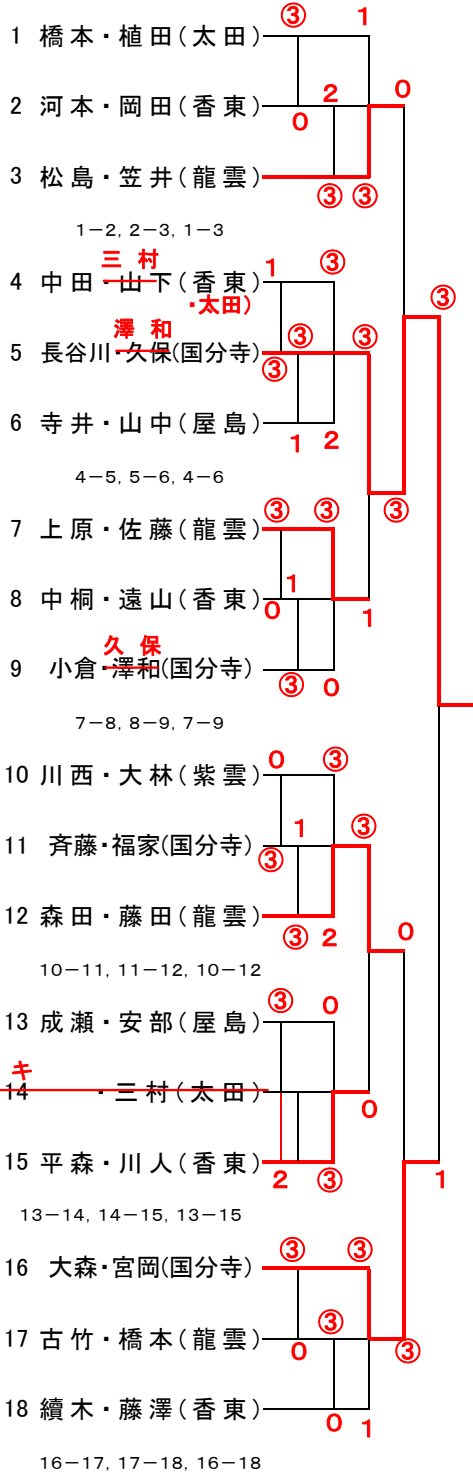 ③ 1
1 橋本・植田(太田)
2 0
2 河本・岡田(香東)
0
3 松島・笠井(龍雲)
③ ③
1-2, 2-3, 1-3
三村
1 ③
4 中田・山下(香東
・太田)
③
澤和
③ ③
5 長谷川・久保(国分寺)
③
6 寺井・山中(屋島)
1 2
4-5, 5-6, 4-6
③ ③ ③
7 上原・佐藤(龍雲)
1
8 中桐・遠山(香東)
0 1
久保
9 小倉・澤和(国分寺)
③ 0
7-8, 8-9, 7-9
0 ③
10 川西・大林(紫雲)
1 ③
11 斉藤・福家(国分寺)
③
12 森田・藤田(龍雲)
③ 2 0
10-11, 11-12, 10-12
③ 0
13 成瀬・安部(屋島)
キ
14 ・三村(太田)
0
15 平森・川人(香東)
2 ③ 1
13-14, 14-15, 13-15
③ ③
16 大森・宮岡(国分寺)
③
17 古竹・橋本(龍雲)
0 ③
18 續木・藤澤(香東)
0 1
16-17, 17-18, 16-18